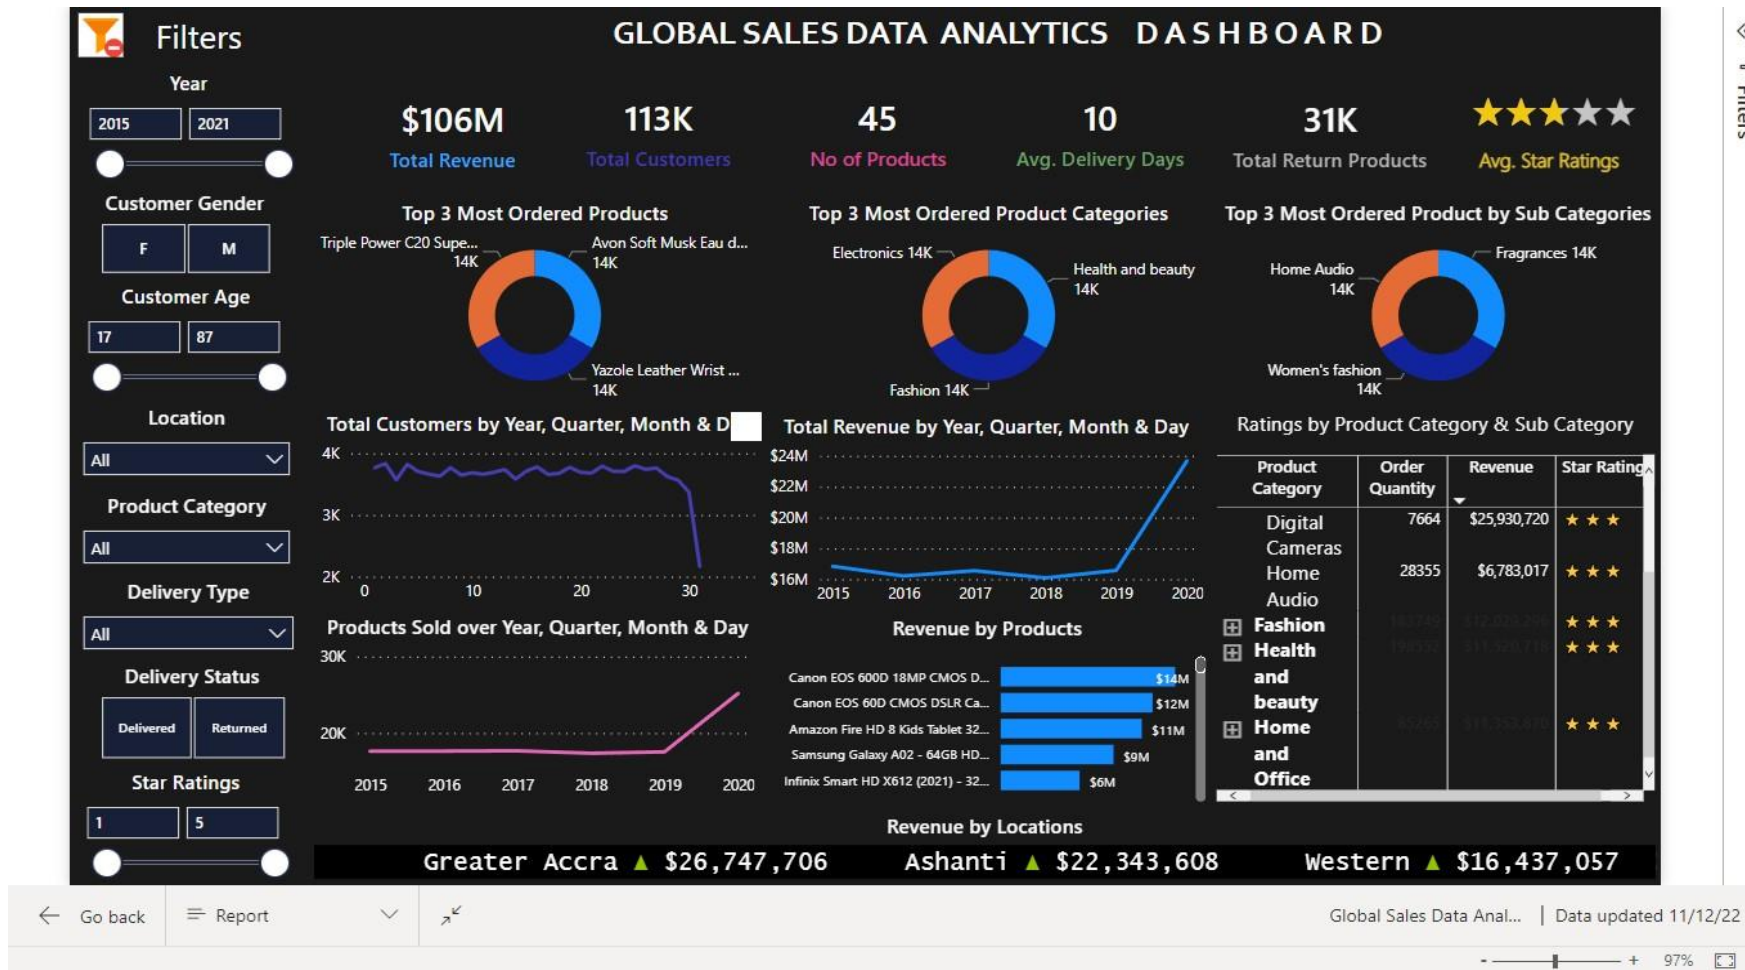 Filters
GLOBAL SALES DATA ANALYTICS DASHBOARD
Year
2015
2021
Customer Gender
F
M
Customer Age
17
87
Location
All
Product Category
All
Delivery Type
All
Delivery Status
Delivered
Returned
Star Ratings
1
5
$106M
Total Revenue
113K
Total Customers
45
No of Products
10
Avg. Delivery Days
31K
Total Return Products
Avg. Star Ratings
Top 3 Most Ordered Products
Triple Power C20 Supe...
14K
Avon Soft Musk Eau d...
14K
Yazole Leather Wrist ...
14K
Top 3 Most Ordered Product Categories
Electronics 14K
Health and beauty
14K
Fashion 14K
Top 3 Most Ordered Product by Sub Categories
Fragrances 14K
Home Audio
14K
Women's fashion
14K
Total Customers by Year, Quarter, Month & D
4K
3K
2K
0
10
20
30
Total Revenue by Year, Quarter, Month & Day
$24M
$22M
$20M
$18M
$16M
2015
2016
2017
2018
2019
2020
Ratings by Product Category & Sub Category
Product
Category
Order
Quantity
Revenue
Star Rating
Digital
Cameras
7664
$25,930,720
Home
Audio
28355
$6,783,017
Fashion
Health
and
beauty
Home
and
Office
Products Sold over Year, Quarter, Month & Day
30K
20K
2015
2016
2017
2018
2019
2020
Revenue by Products
Canon EOS 600D 18MP CMOS D...
$14M
Canon EOS 60D CMOS DSLR Ca...
$12M
Amazon Fire HD 8 Kids Tablet 32...
$11M
Samsung Galaxy A02 - 64GB HD...
$9M
Infinix Smart HD X612 (2021) - 32...
$6M
Revenue by Locations
Greater Accra ▲ $26,747,706
Ashanti ▲ $22,343,608
Western ▲ $16,437,057
Filters
Go back
Report
Global Sales Data Anal... | Data updated 11/12/22
- + 97%